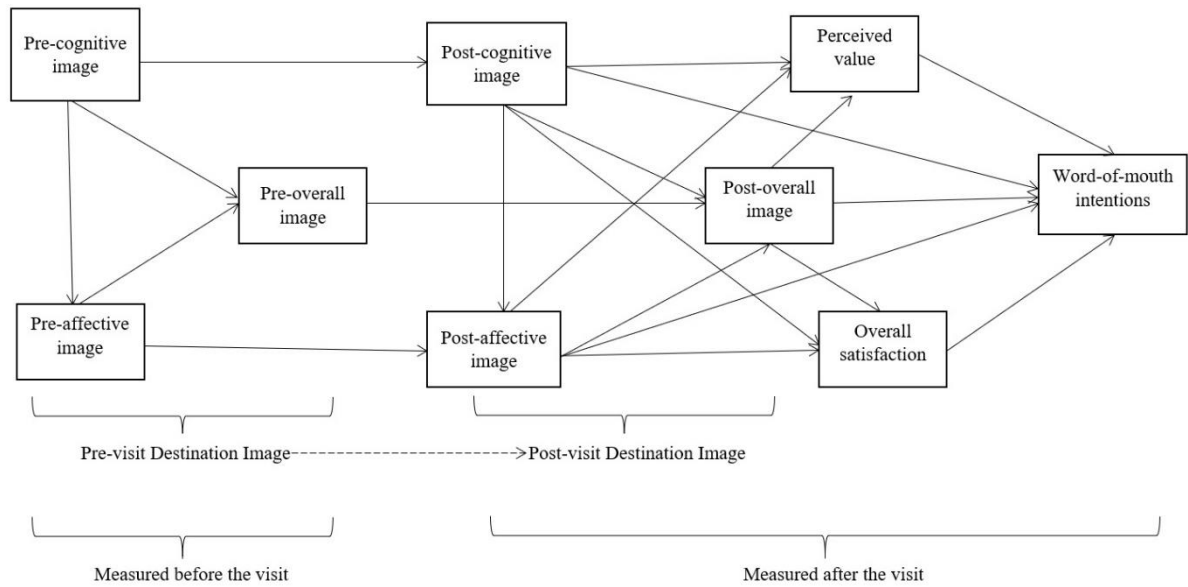 Pre-cognitive
image
Post-cognitive
image
Perceived
value
Pre-overall
image
Post-overall
image
Word-of-mouth
intentions
Pre-affective
image
Post-affective
image
Overall
satisfaction
Pre-visit Destination Image
Post-visit Destination Image
Measured before the visit
Measured after the visit